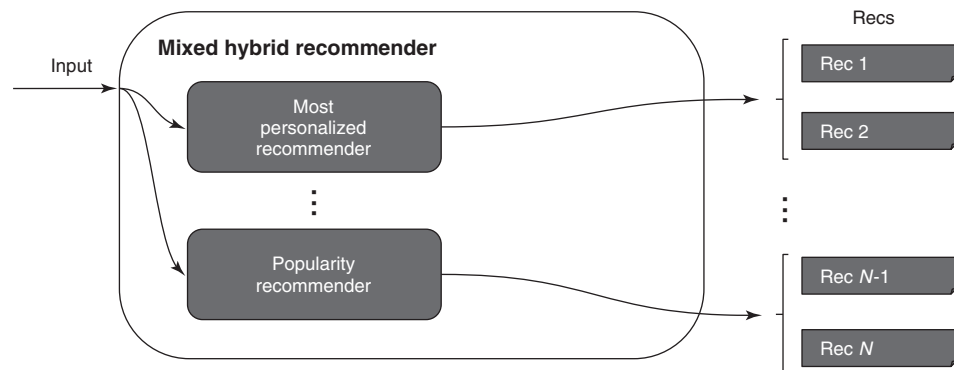 Recs
Mixed hybrid recommender
Input
Most
personalized
recommender
Rec 1
Rec 2
Popularity
recommender
Rec N-1
Rec N